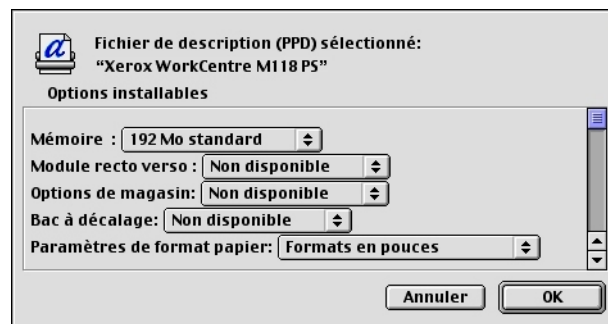 Fichier de description (PPD) sélectionné:
“Xerox WorkCentre M118 PS”
Options installables
Mémoire : 192 Mo standard
Module recto verso : Non disponible
Options de magasin: Non disponible
Bac à décalage: Non disponible
Paramètres de format papier: Formats en pouces
Annuler OK